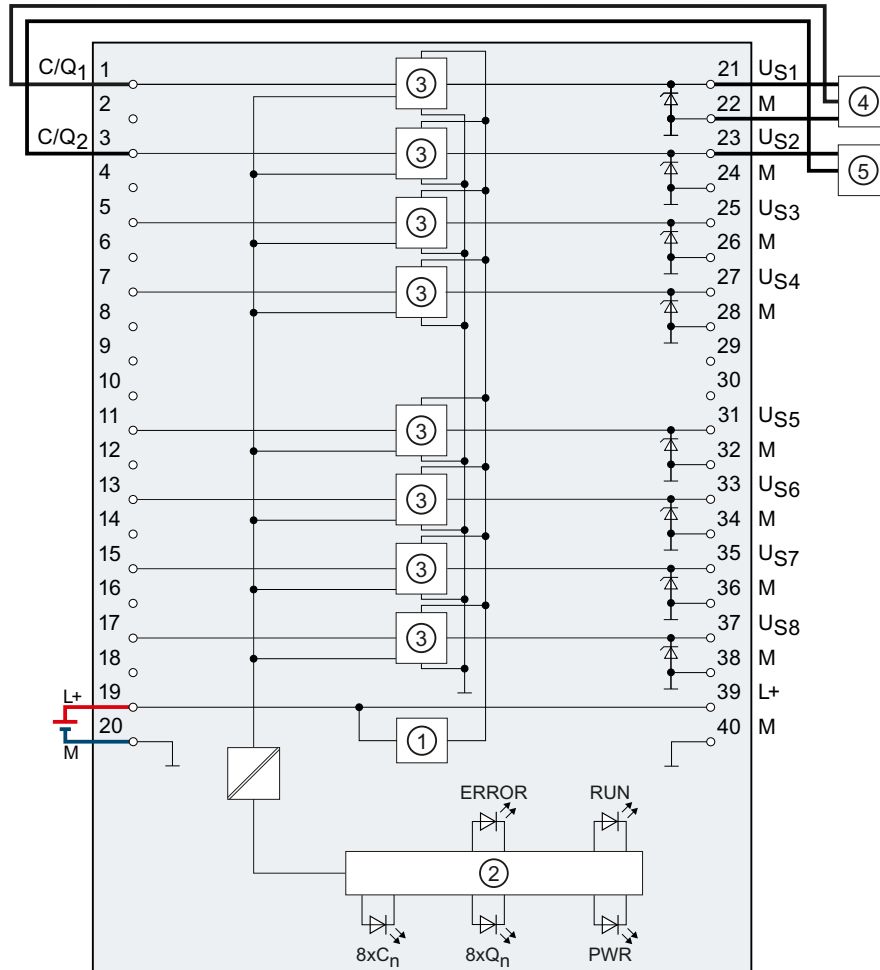 C/Q1 1 3 21 US1
2 22 M 4
C/Q2 3 3 23 US2
4 24 M 5
5 3 25 US3
6 26 M
7 3 27 US4
8 28 M
9 29
10 30
11 3 31 US5
12 32 M
13 3 33 US6
14 34 M
15 3 35 US7
16 36 M
17 3 37 US8
18 38 M
L+ 19 39 L+
M 20 1 40 M
ERROR RUN
2
8xCn 8xQn PWR